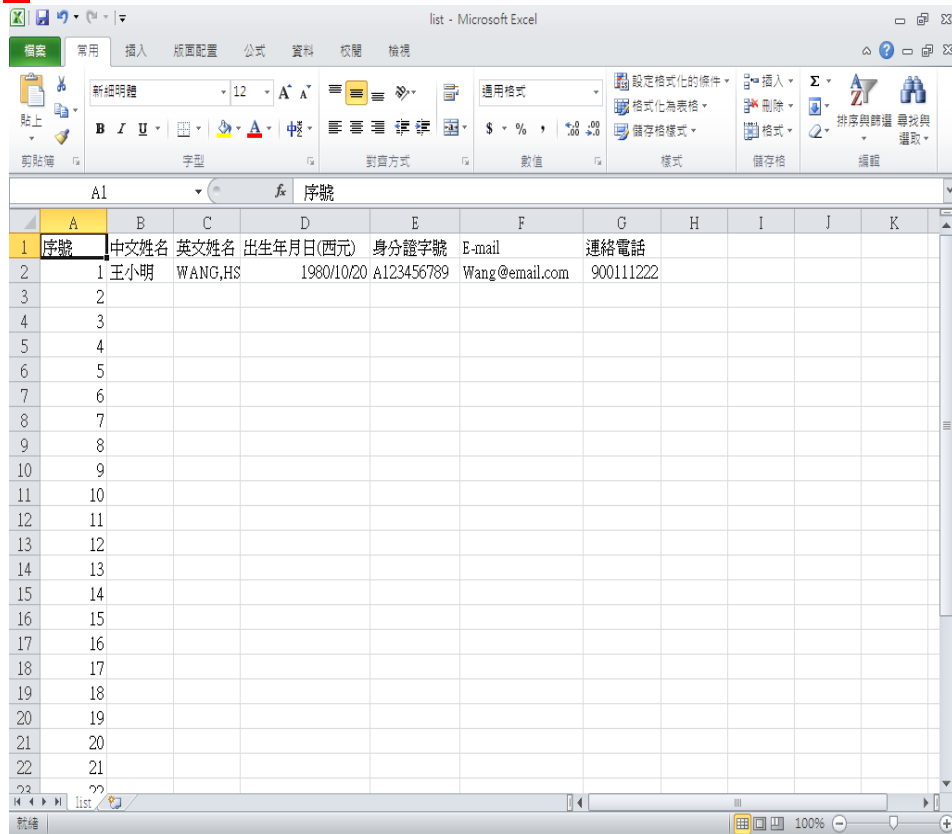 list - Microsoft Excel
檔案 常用 插入 版面配置 公式 資料 校閱 檢視
新細明體 12 A A 通用格式 設定格式化的條件 插入 Σ
貼上 格式化為表格 刪除 排序與篩選 尋找與選取
B I U A $ % , .0 .00 .00 .0 儲存格樣式 格式
剪貼簿 字型 對齊方式 數值 樣式 儲存格 編輯
A1 fx 序號
A B C D E F G H I J K
1 序號 中文姓名 英文姓名 出生年月日(西元) 身分證字號 E-mail 連絡電話
2 1 王小明 WANG,HS 1980/10/20 A123456789 Wang@email.com 900111222
3 2
4 3
5 4
6 5
7 6
8 7
9 8
10 9
11 10
12 11
13 12
14 13
15 14
16 15
17 16
18 17
19 18
20 19
21 20
22 21
23 22
list
就緒 100%